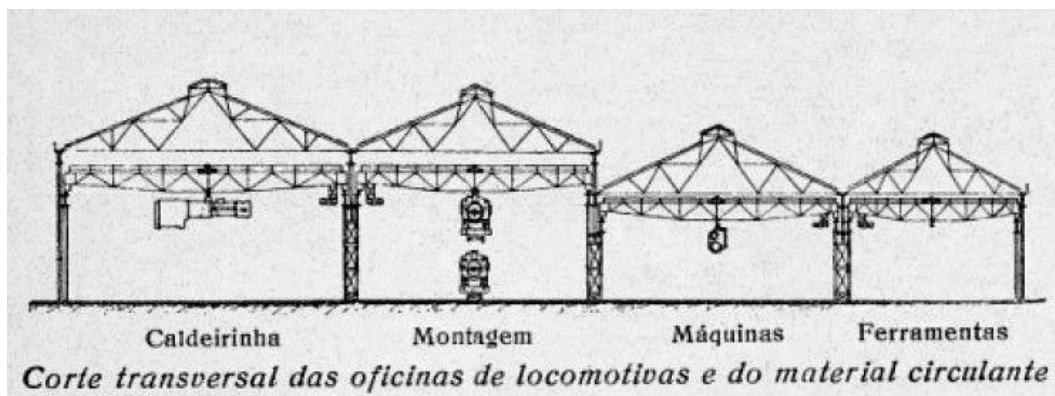 Caldeirinha Montagem Máquinas Ferramentas
Corte transversal das oficinas de locomotivas e do material circulante